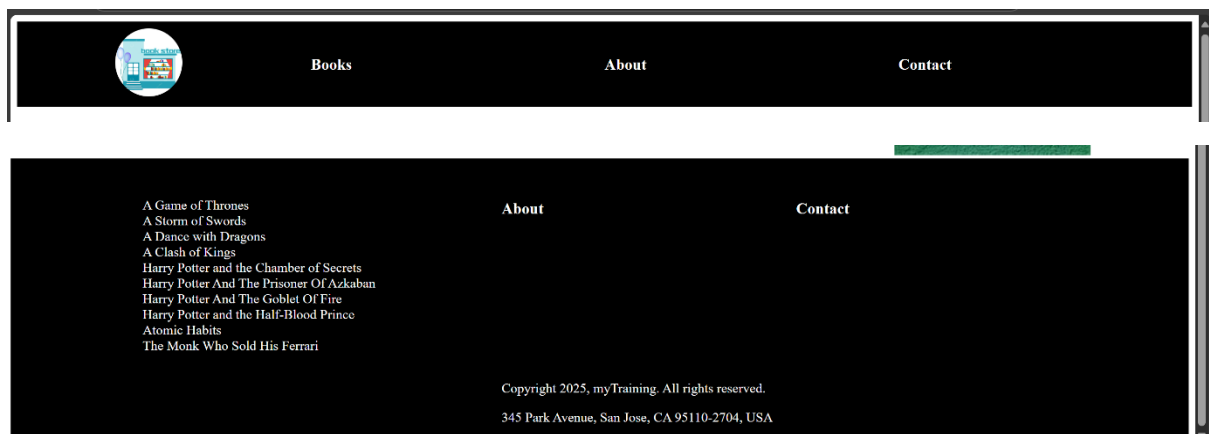 book store
Books
About
Contact
A Game of Thrones
A Storm of Swords
A Dance with Dragons
A Clash of Kings
Harry Potter and the Chamber of Secrets
Harry Potter And The Prisoner Of Azkaban
Harry Potter And The Goblet Of Fire
Harry Potter and the Half-Blood Prince
Atomic Habits
The Monk Who Sold His Ferrari
About
Contact
Copyright 2025, myTraining. All rights reserved.
345 Park Avenue, San Jose, CA 95110-2704, USA